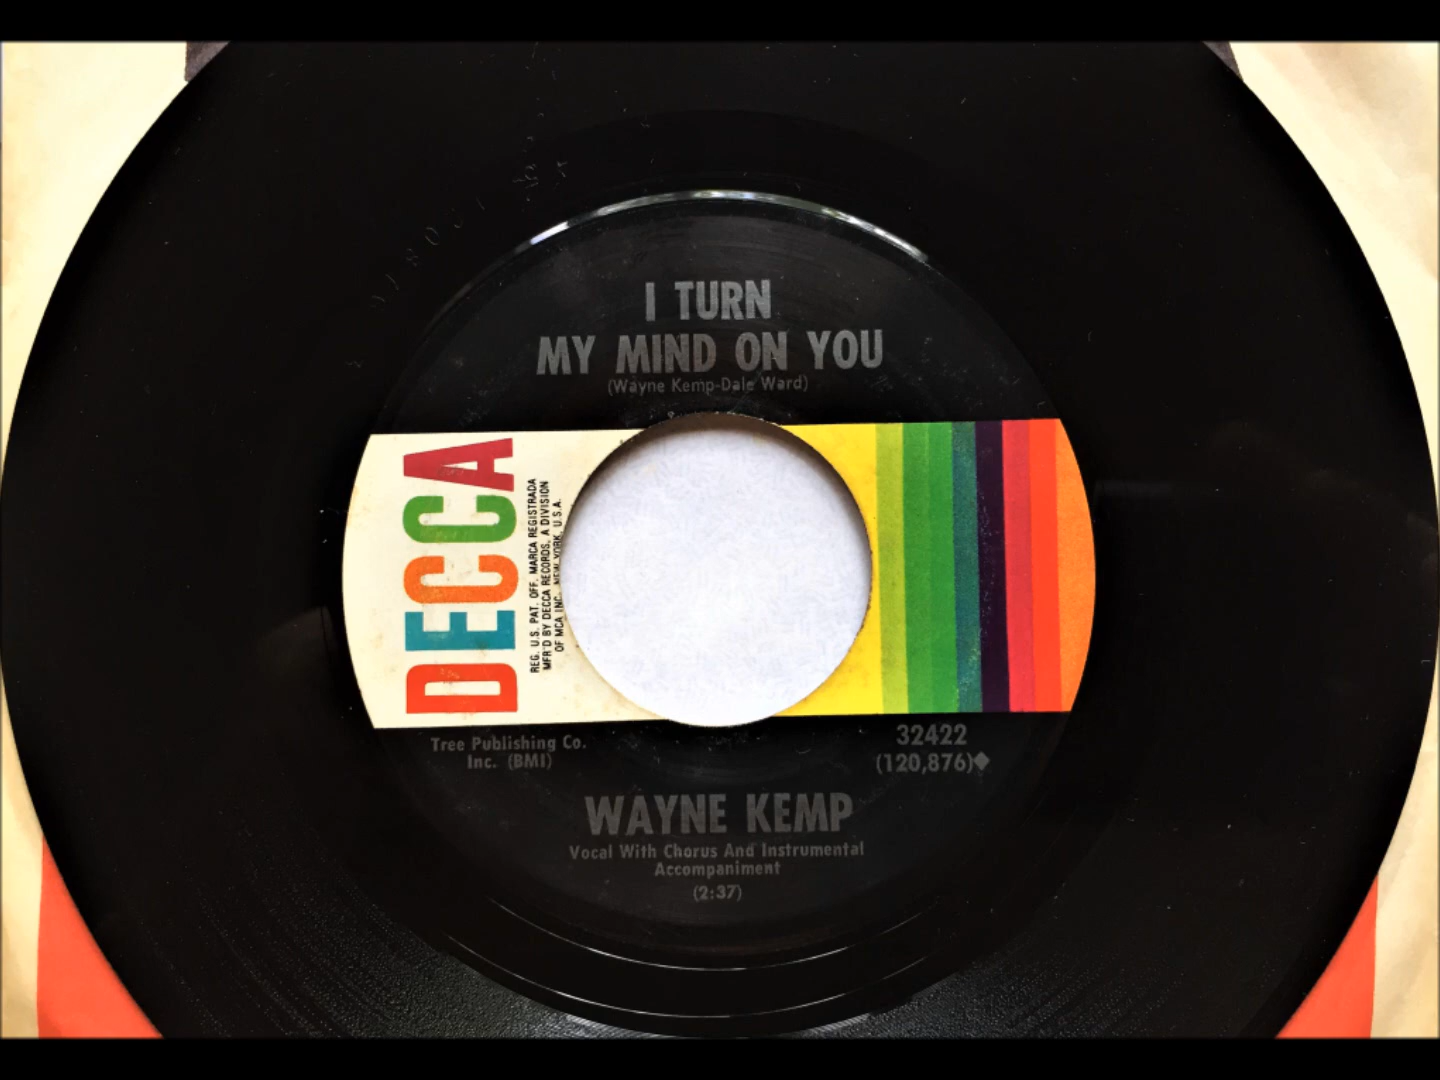 I TURN
MY MIND ON YOU
(Wayne Kemp-Dale Ward)
DECCA
REG. U.S. PAT. OFF. MARCA REGISTRADA
MFR'D BY DECCA RECORDS, A DIVISION
OF MCA INC., NEW YORK, U.S.A.
Tree Publishing Co.
Inc. (BMI)
32422
(120,876)◆
WAYNE KEMP
Vocal With Chorus And Instrumental
Accompaniment
(2:37)